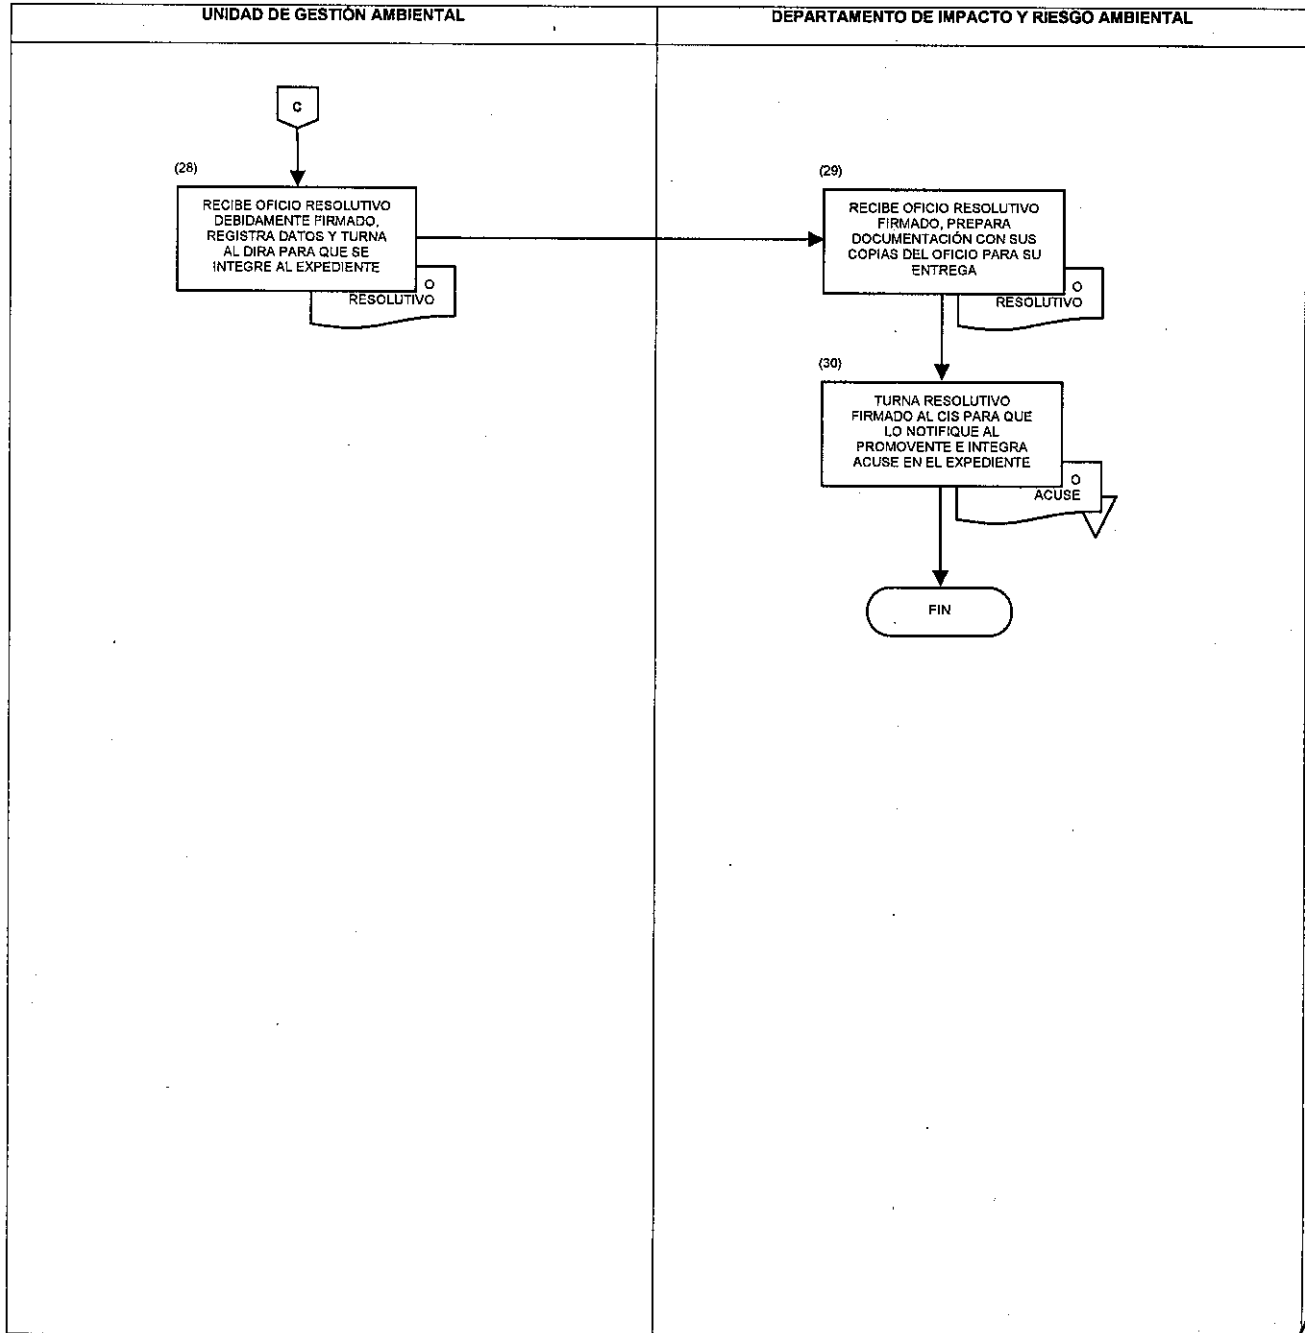 UNIDAD DE GESTIÓN AMBIENTAL
DEPARTAMENTO DE IMPACTO Y RIESGO AMBIENTAL
C
(28)
RECIBE OFICIO RESOLUTIVO
DEBIDAMENTE FIRMADO,
REGISTRA DATOS Y TURNA
AL DIRA PARA QUE SE
INTEGRE AL EXPEDIENTE
O
RESOLUTIVO
(29)
RECIBE OFICIO RESOLUTIVO
FIRMADO, PREPARA
DOCUMENTACIÓN CON SUS
COPIAS DEL OFICIO PARA SU
ENTREGA
O
RESOLUTIVO
(30)
TURNA RESOLUTIVO
FIRMADO AL CIS PARA QUE
LO NOTIFIQUE AL
PROMOVENTE E INTEGRA
ACUSE EN EL EXPEDIENTE
O
ACUSE
FIN